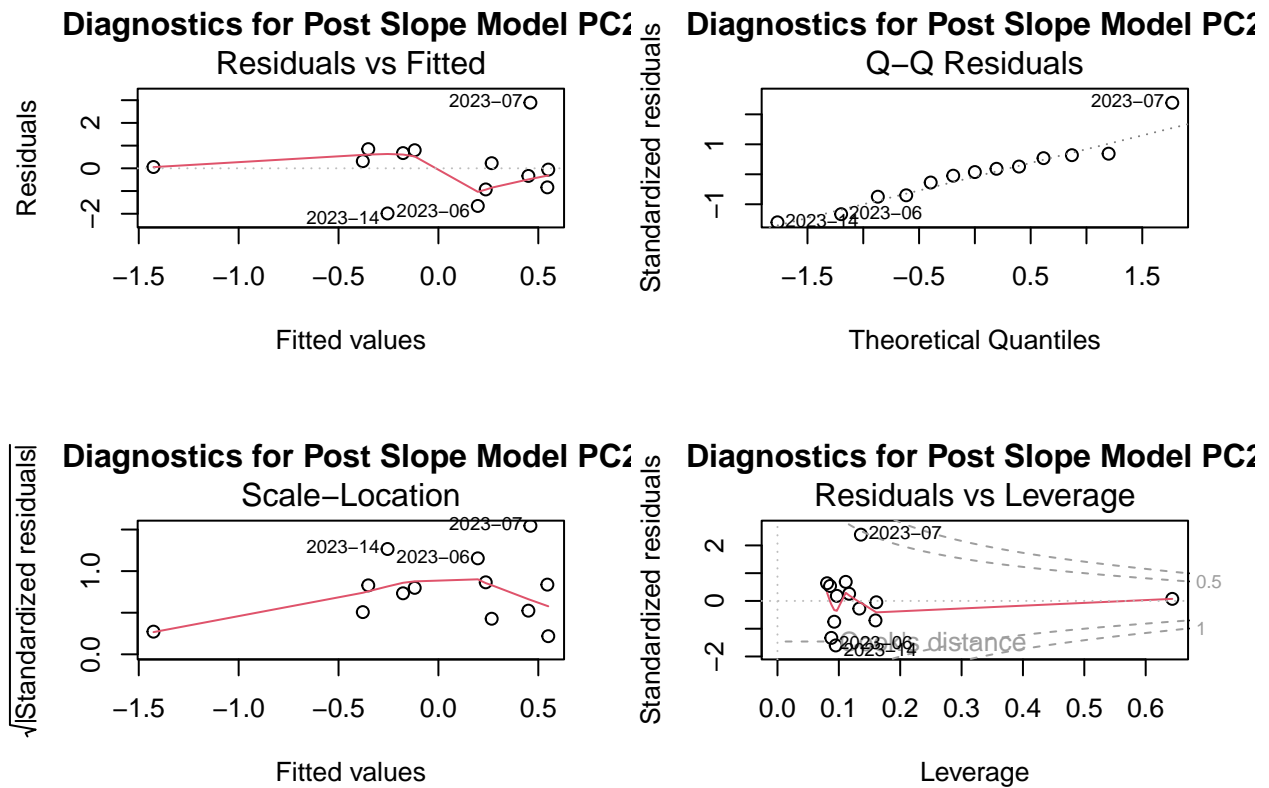 Diagnostics for Post Slope Model PC2
Residuals vs Fitted
Residuals
2
0
−2
2023−07
2023−14
2023−06
−1.5
−1.0
−0.5
0.0
0.5
Fitted values
Diagnostics for Post Slope Model PC2
Q−Q Residuals
Standardized residuals
1
−1
2023−07
2023−06
2023−14
−1.5
−0.5
0.5
1.5
Theoretical Quantiles
Diagnostics for Post Slope Model PC2
Scale−Location
√|Standardized residuals|
1.0
0.0
2023−07
2023−14
2023−06
−1.5
−1.0
−0.5
0.0
0.5
Fitted values
Diagnostics for Post Slope Model PC2
Residuals vs Leverage
Standardized residuals
2
0
−2
2023−07
0.5
1
Cook's distance
2023−06
2023−14
0.0
0.1
0.2
0.3
0.4
0.5
0.6
Leverage